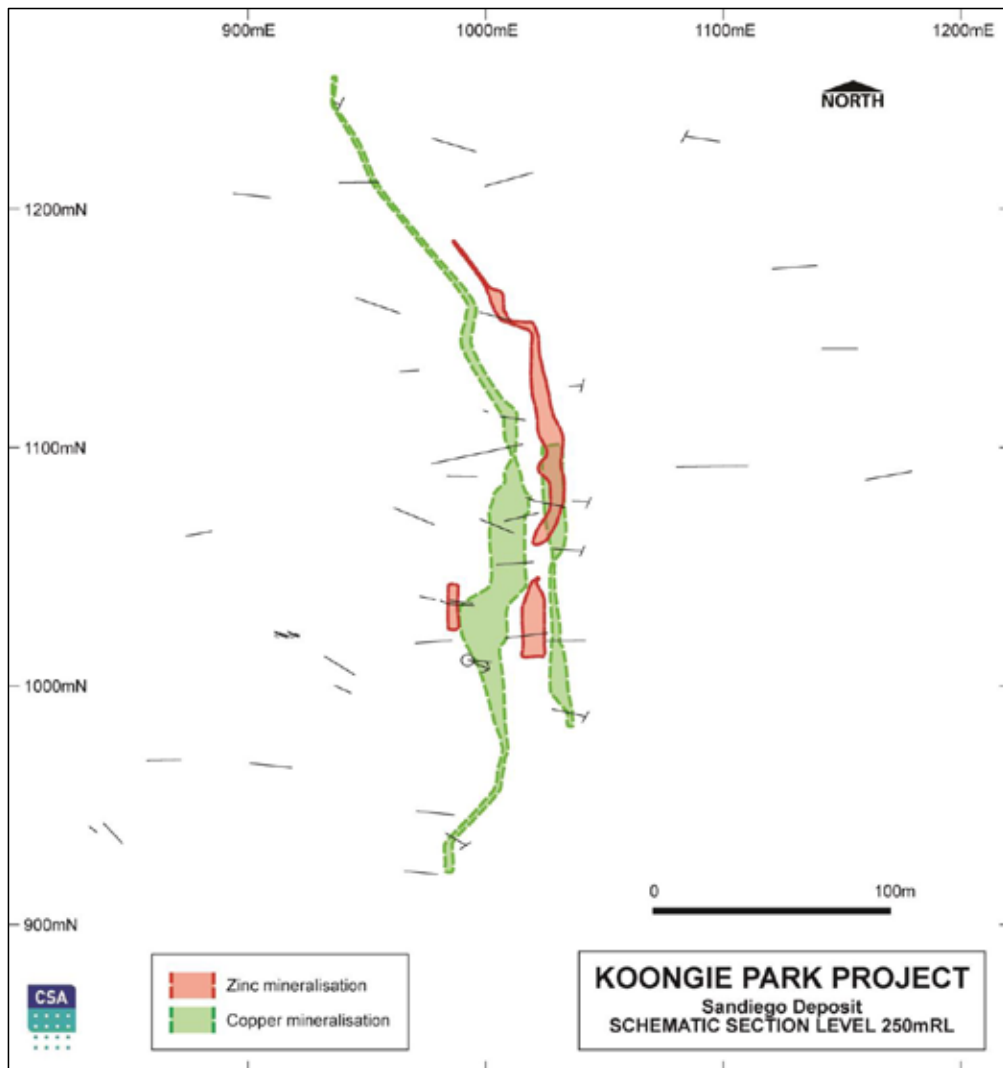 900mE 1000mE 1100mE 1200mE
NORTH
1200mN
1100mN
1000mN
0 100m
900mN
Zinc mineralisation
Copper mineralisation
CSA
KOONGIE PARK PROJECT
Sandiego Deposit
SCHEMATIC SECTION LEVEL 250mRL